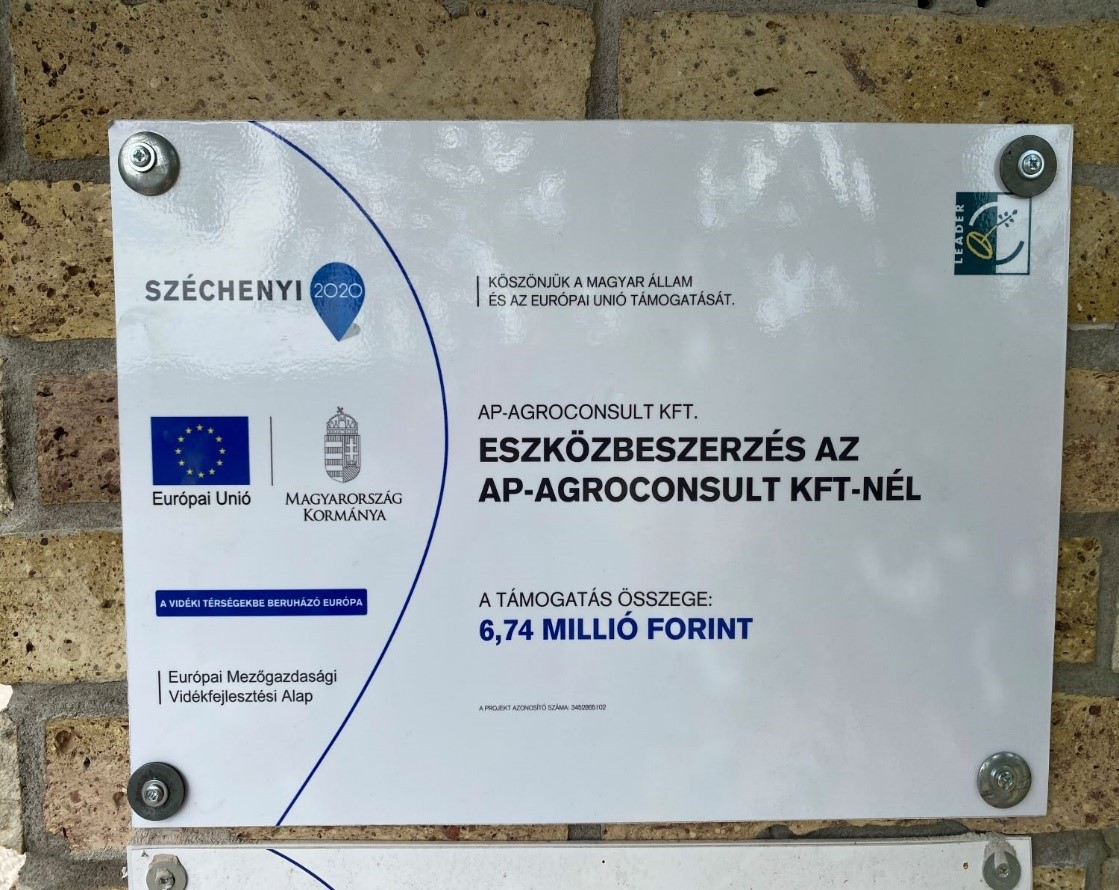 LEADER
SZÉCHENYI 2020
KÖSZÖNJÜK A MAGYAR ÁLLAM
ÉS AZ EURÓPAI UNIÓ TÁMOGATÁSÁT.
Európai Unió
MAGYARORSZÁG
KORMÁNYA
AP-AGROCONSULT KFT.
ESZKÖZBESZERZÉS AZ
AP-AGROCONSULT KFT-NÉL
A VIDÉKI TÉRSÉGEKBE BERUHÁZÓ EURÓPA
A TÁMOGATÁS ÖSSZEGE:
6,74 MILLIÓ FORINT
Európai Mezőgazdasági
Vidékfejlesztési Alap
A PROJEKT AZONOSÍTÓ SZÁMA: 3452865102